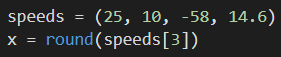 speeds = (25, 10, -58, 14.6)
x = round(speeds[3])